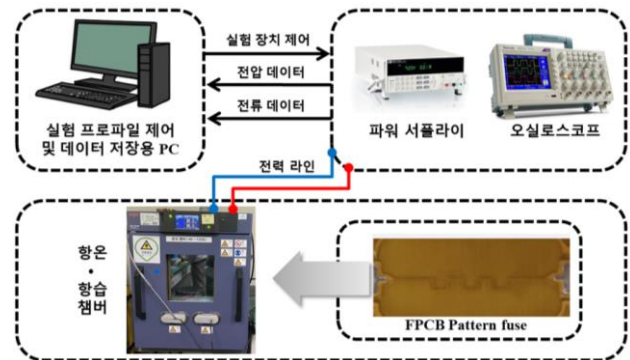 실험 장치 제어
전압 데이터
전류 데이터
실험 프로파일 제어
및 데이터 저장용 PC
파워 서플라이
오실로스코프
전력 라인
항온
·
항습
챔버
FPCB Pattern fuse